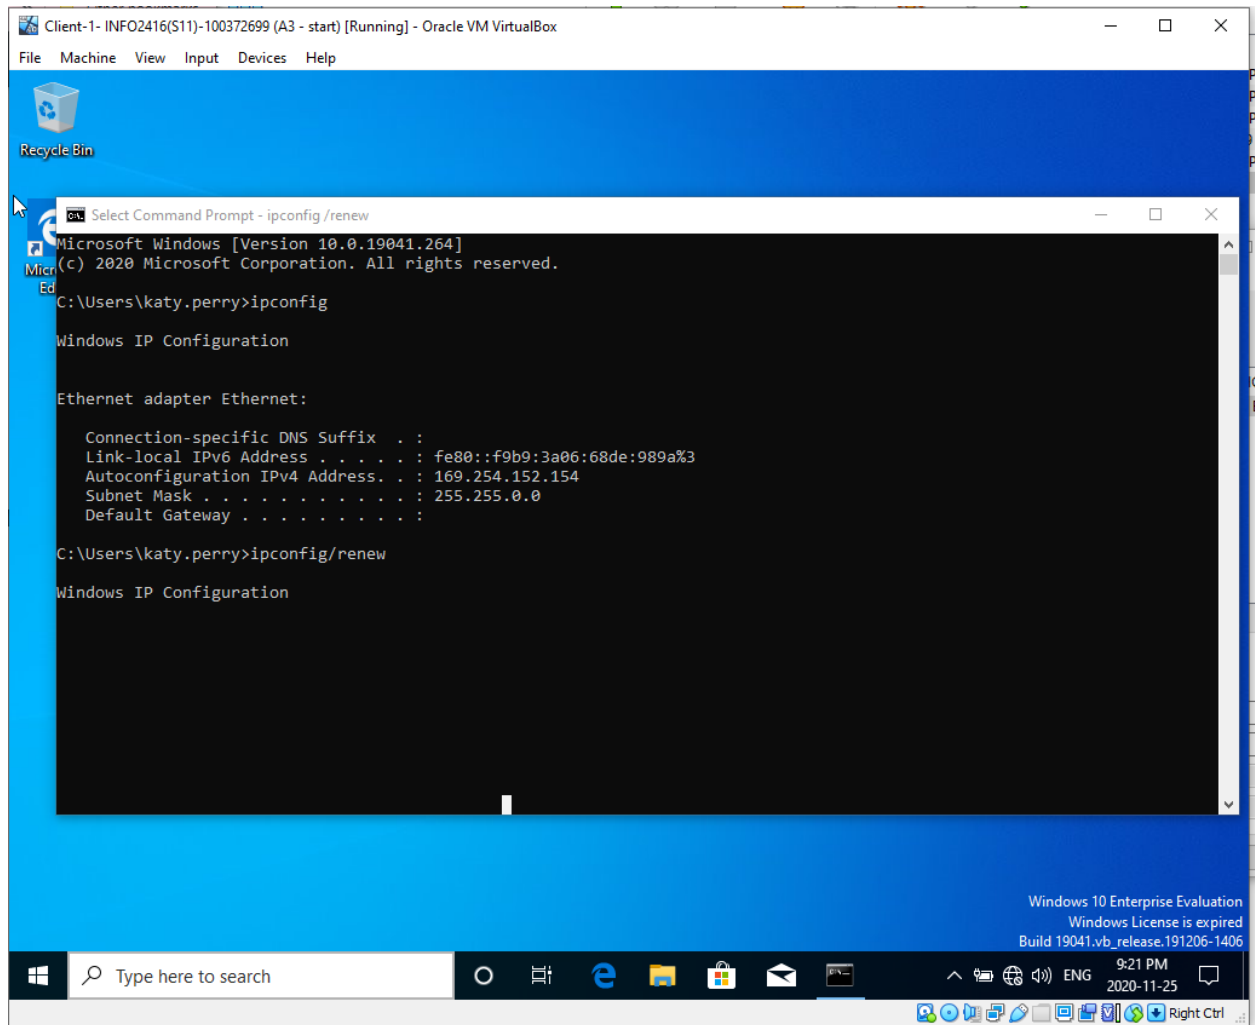 Client-1- INFO2416(S11)-100372699 (A3 - start) [Running] - Oracle VM VirtualBox
File Machine View Input Devices Help
Recycle Bin
Select Command Prompt - ipconfig /renew
Microsoft Windows [Version 10.0.19041.264]
(c) 2020 Microsoft Corporation. All rights reserved.
C:\Users\katy.perry>ipconfig
Windows IP Configuration
Ethernet adapter Ethernet:
Connection-specific DNS Suffix . :
Link-local IPv6 Address . . . . . : fe80::f9b9:3a06:68de:989a%3
Autoconfiguration IPv4 Address. . : 169.254.152.154
Subnet Mask . . . . . . . . . . . : 255.255.0.0
Default Gateway . . . . . . . . . :
C:\Users\katy.perry>ipconfig/renew
Windows IP Configuration
Windows 10 Enterprise Evaluation
Windows License is expired
Build 19041.vb_release.191206-1406
Type here to search
ENG
9:21 PM
2020-11-25
Right Ctrl